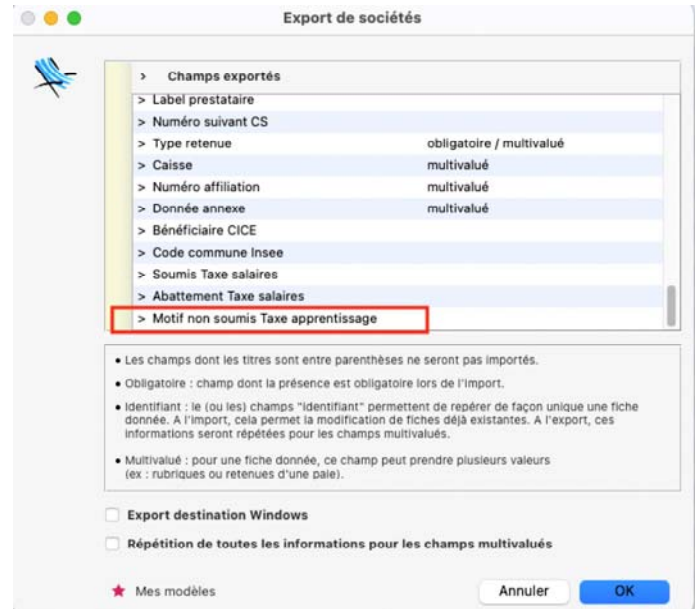 Export de sociétés
> Champs exportés
> Label prestataire
> Numéro suivant CS
> Type retenue obligatoire / multivalué
> Caisse multivalué
> Numéro affiliation multivalué
> Donnée annexe multivalué
> Bénéficiaire CICE
> Code commune Insee
> Soumis Taxe salaires
> Abattement Taxe salaires
> Motif non soumis Taxe apprentissage
• Les champs dont les titres sont entre parenthèses ne seront pas importés.
• Obligatoire : champ dont la présence est obligatoire lors de l'import.
• Identifiant : le (ou les) champs "identifiant" permettent de repérer de façon unique une fiche
donnée. A l'import, cela permet la modification de fiches déjà existantes. A l'export, ces
informations seront répétées pour les champs multivalués.
• Multivalué : pour une fiche donnée, ce champ peut prendre plusieurs valeurs
(ex : rubriques ou retenues d'une paie).
Export destination Windows
Répétition de toutes les informations pour les champs multivalués
★ Mes modèles Annuler OK